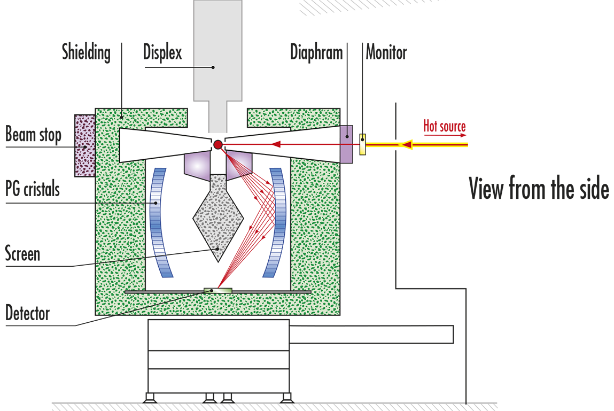 Shielding
Displex
Diaphram
Monitor
Hot source
Beam stop
View from the side
PG cristals
Screen
Detector